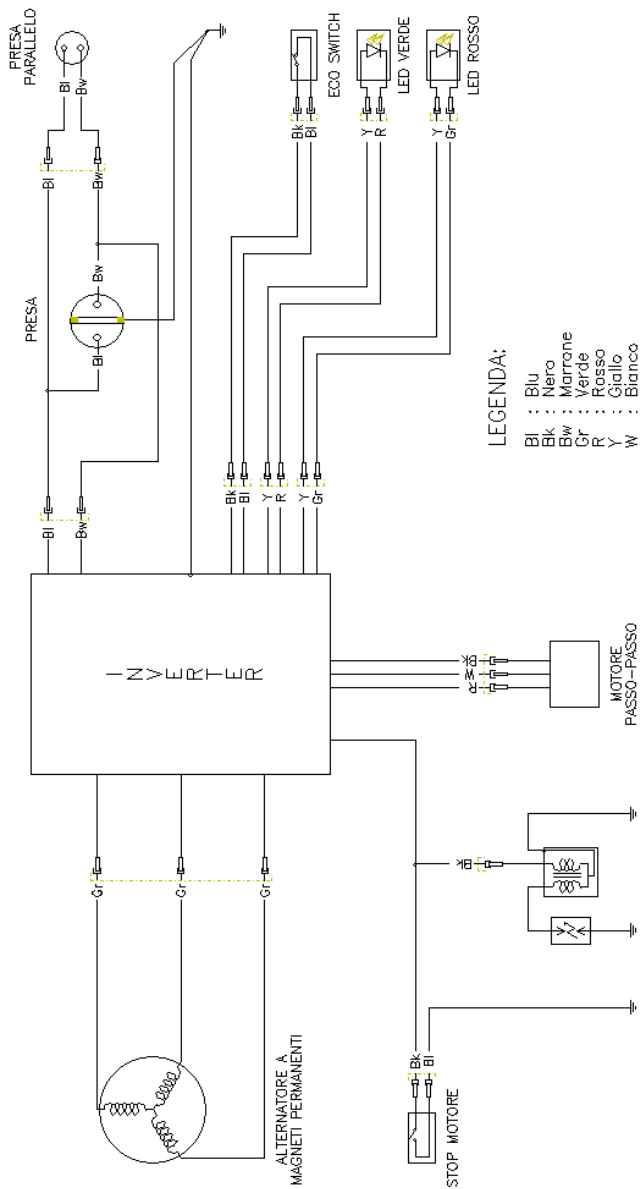 PRESA
PARALLELO
Bl
Bw
Bl
Bw
PRESA
Bw
Bl
Bl
Bw
ECO SWITCH
Bk
Bl
LED VERDE
Y
R
LED ROSSO
Y
Gr
Bk
Bl
Y
R
Y
Gr
INVERTER
Gr
Gr
Gr
ALTERNATORE A
MAGNETI PERMANENTI
BK
W
R
MOTORE
PASSO-PASSO
BK
Bk
Bl
STOP MOTORE
LEGENDA:
Bl : Blu
Bk : Nero
Bw : Marrone
Gr : Verde
R : Rosso
Y : Giallo
W : Bianco